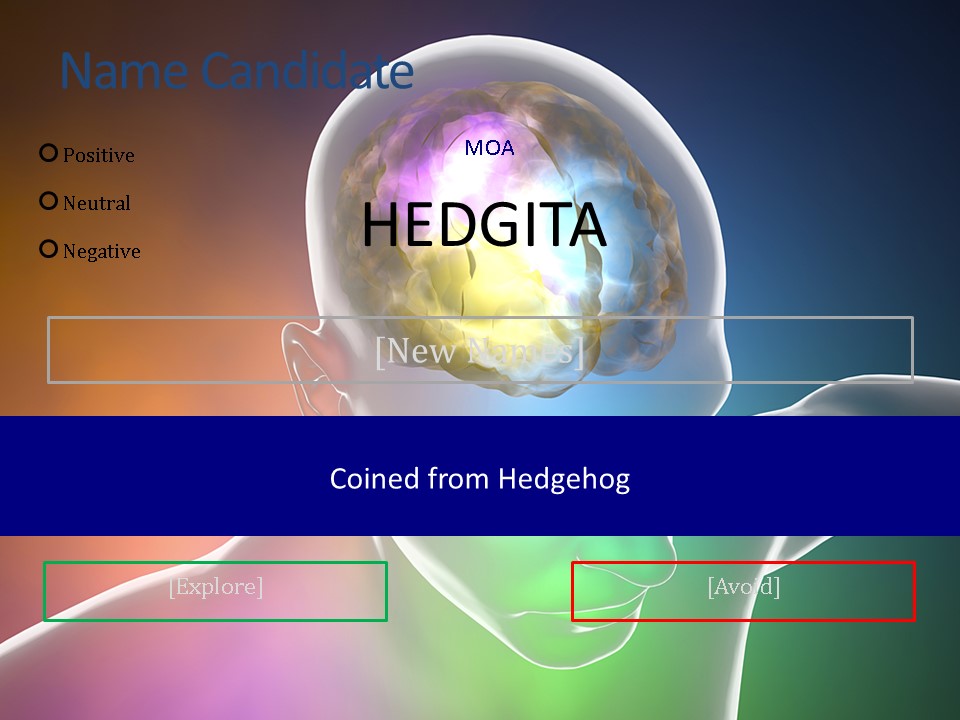 Name Candidate
MOA
Positive
HEDGITA
Neutral
Negative
[New Names]
Coined from Hedgehog
[Explore]
[Avoid]